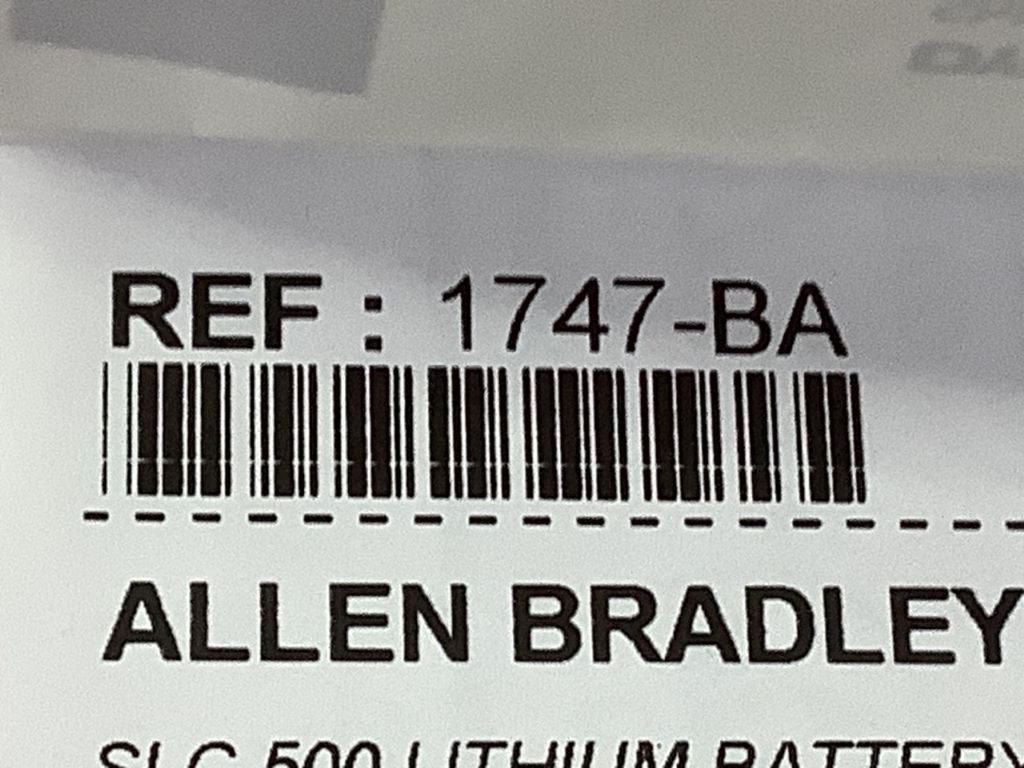 REF : 1747-BA
ALLEN BRADLEY
SLC 500 LITHIUM BATTERY